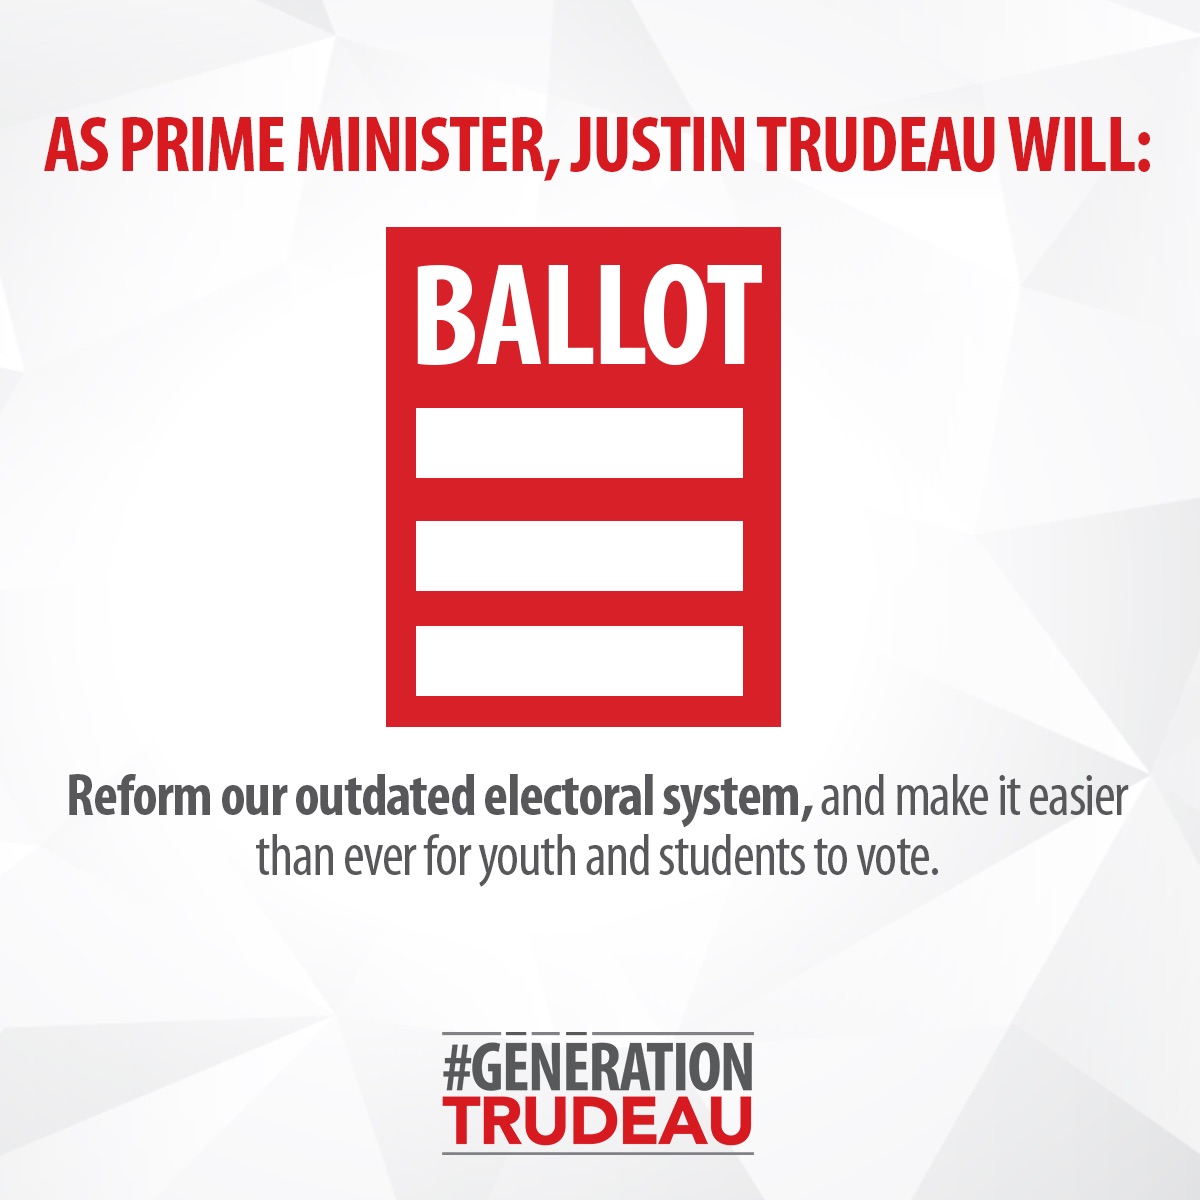 AS PRIME MINISTER, JUSTIN TRUDEAU WILL:
BALLOT
Reform our outdated electoral system, and make it easier
than ever for youth and students to vote.
#GĒNĒRATION
TRUDEAU